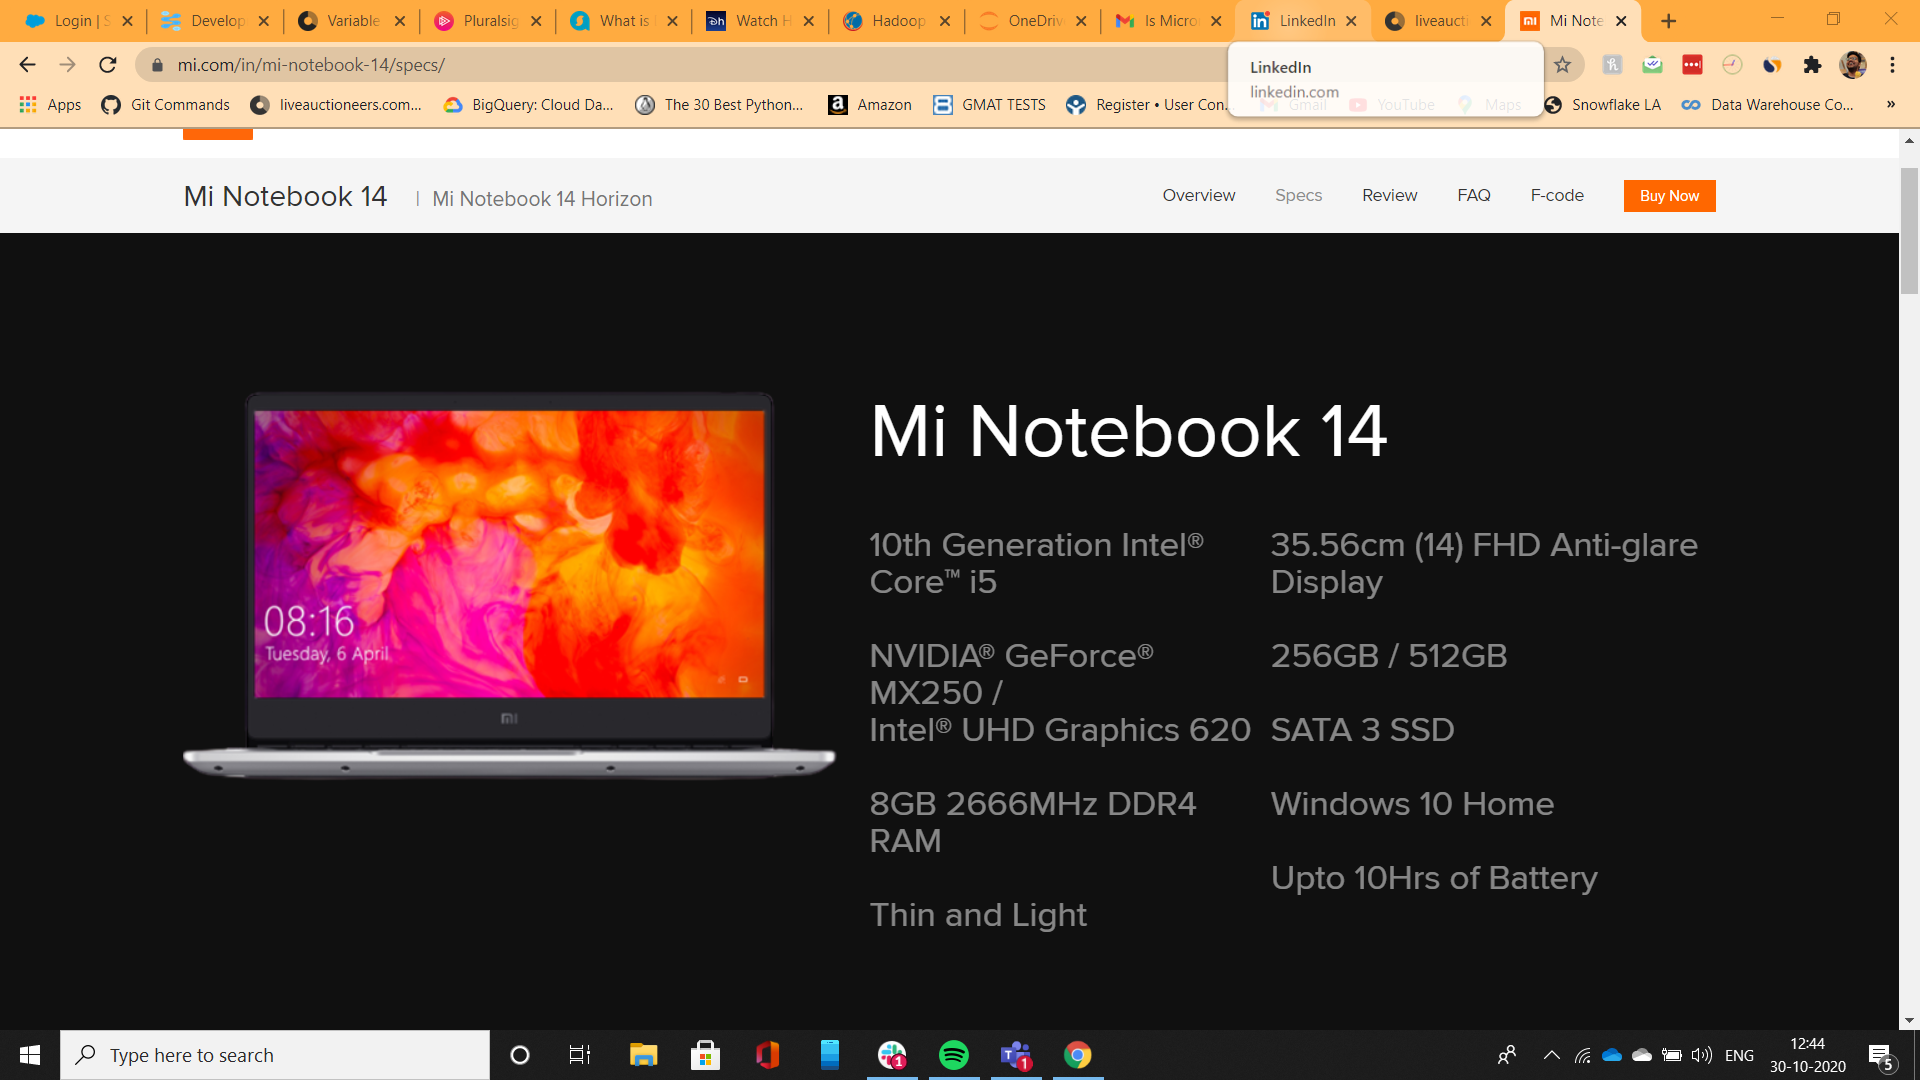 Login | S
Develop
Variable
Pluralsig
What is
Watch H
Hadoop
OneDriv
Is Micro
LinkedIn
liveaucti
Mi Note
mi.com/in/mi-notebook-14/specs/
LinkedIn
linkedin.com
Apps
Git Commands
liveauctioneers.com...
BigQuery: Cloud Da...
The 30 Best Python...
Amazon
GMAT TESTS
Register • User Con...
Gmail
YouTube
Maps
Snowflake LA
Data Warehouse Co...
»
Mi Notebook 14 | Mi Notebook 14 Horizon
Overview
Specs
Review
FAQ
F-code
Buy Now
08:16
Tuesday, 6 April
Mi Notebook 14
10th Generation Intel®
Core™ i5
NVIDIA® GeForce®
MX250 /
Intel® UHD Graphics 620
8GB 2666MHz DDR4
RAM
Thin and Light
35.56cm (14) FHD Anti-glare
Display
256GB / 512GB
SATA 3 SSD
Windows 10 Home
Upto 10Hrs of Battery
Type here to search
1
1
ENG
12:44
30-10-2020
5